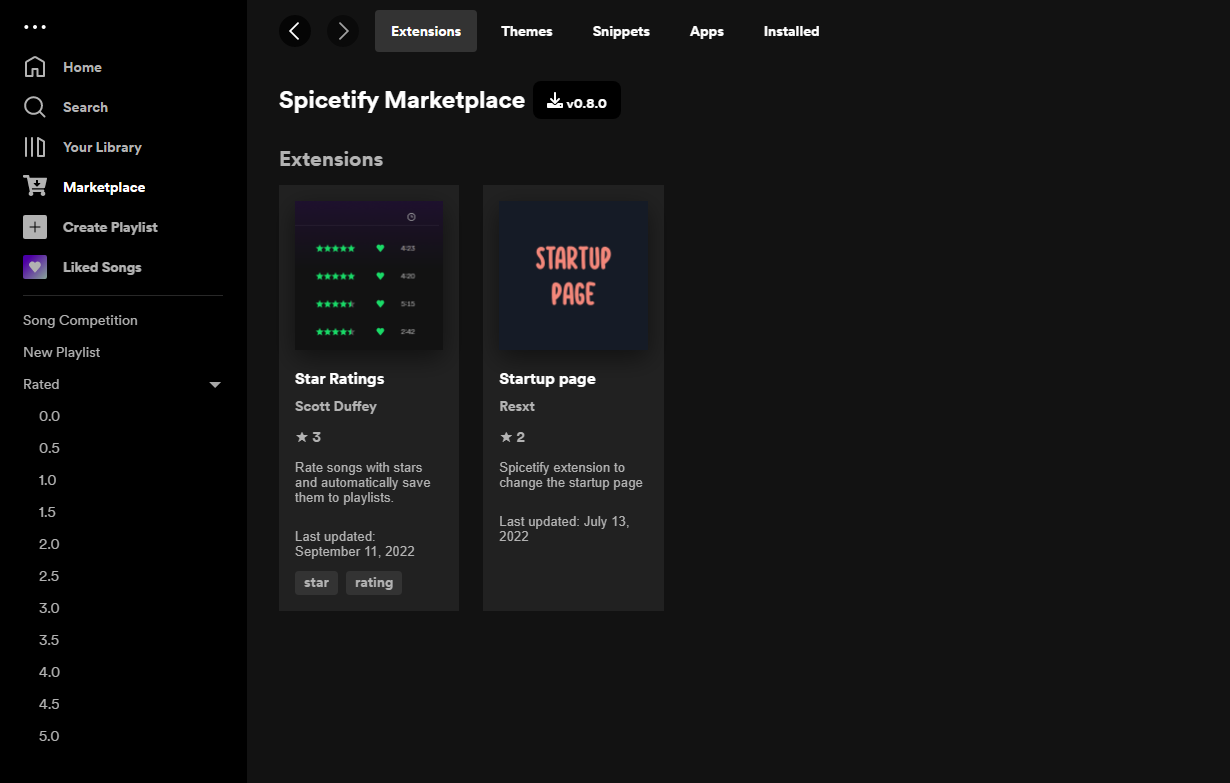 Home
Search
Your Library
Marketplace
Create Playlist
Liked Songs
Song Competition
New Playlist
Rated
0.0
0.5
1.0
1.5
2.0
2.5
3.0
3.5
4.0
4.5
5.0
Extensions Themes Snippets Apps Installed
Spicetify Marketplace v0.8.0
Extensions
4:23
4:20
5:15
2:42
Star Ratings
Scott Duffey
★ 3
Rate songs with stars
and automatically save
them to playlists.
Last updated:
September 11, 2022
star rating
STARTUP
PAGE
Startup page
Resxt
★ 2
Spicetify extension to
change the startup page
Last updated: July 13,
2022